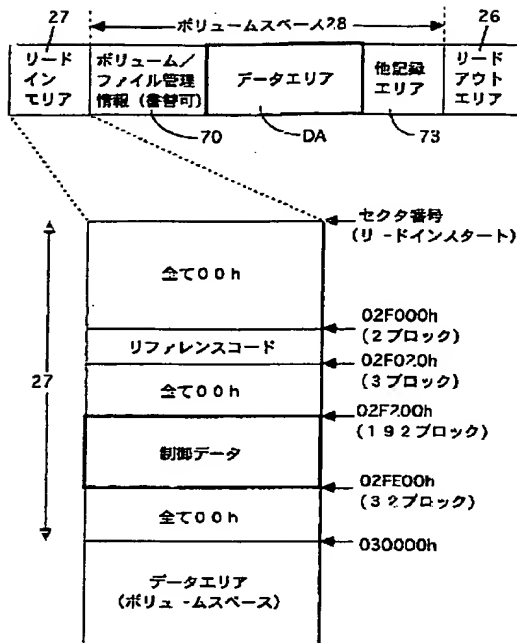 ボリュームスペース28
27
26
リード
イン
エリア
ボリューム／
ファイル管理
情報（書替可）
データエリア
他記録
エリア
リード
アウト
エリア
70
DA
73
セクタ番号
（リ－ドインスタート）
全て００ｈ
02F000h
（２ブロック）
リファレンスコード
02F020h
（３ブロック）
27
全て００ｈ
02F200h
（１９２ブロック）
制御データ
02FE00h
（３２ブロック）
全て００ｈ
030000h
データエリア
（ボリュ－ムスペース）